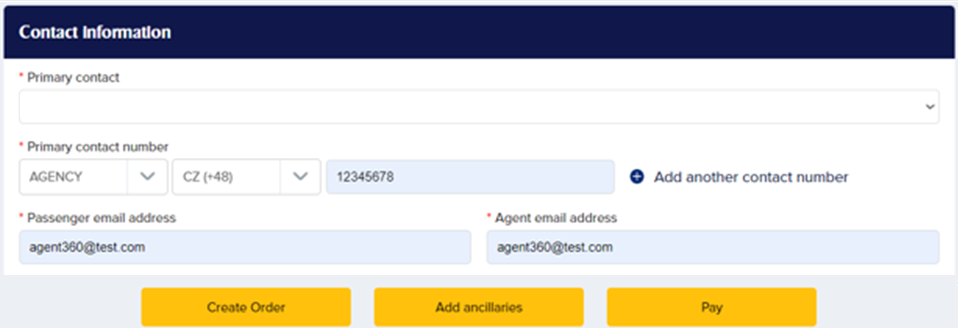 Contact Information
* Primary contact
* Primary contact number
AGENCY CZ (+48) 12345678 Add another contact number
* Passenger email address * Agent email address
agent360@test.com agent360@test.com
Create Order Add ancillaries Pay